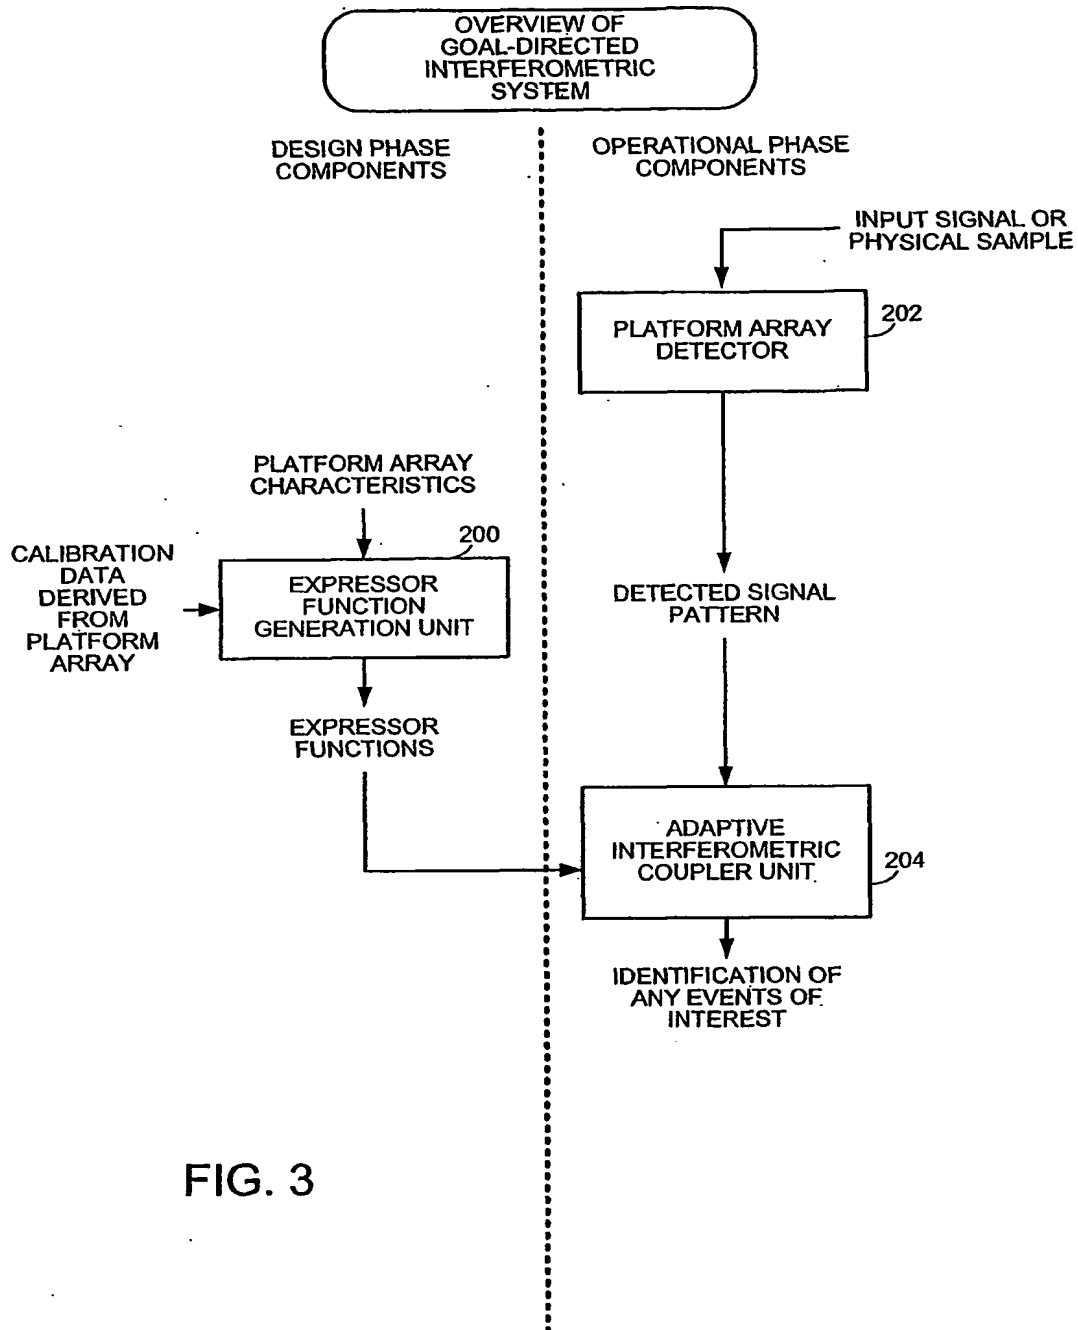 OVERVIEW OF
GOAL-DIRECTED
INTERFEROMETRIC
SYSTEM
DESIGN PHASE
COMPONENTS
OPERATIONAL PHASE
COMPONENTS
INPUT SIGNAL OR
PHYSICAL SAMPLE
202
PLATFORM ARRAY
DETECTOR
PLATFORM ARRAY
CHARACTERISTICS
200
CALIBRATION
DATA
DERIVED
FROM
PLATFORM
ARRAY
EXPRESSOR
FUNCTION
GENERATION UNIT
DETECTED SIGNAL
PATTERN
EXPRESSOR
FUNCTIONS
ADAPTIVE
INTERFEROMETRIC
COUPLER UNIT
204
IDENTIFICATION OF
ANY EVENTS OF
INTEREST
FIG. 3